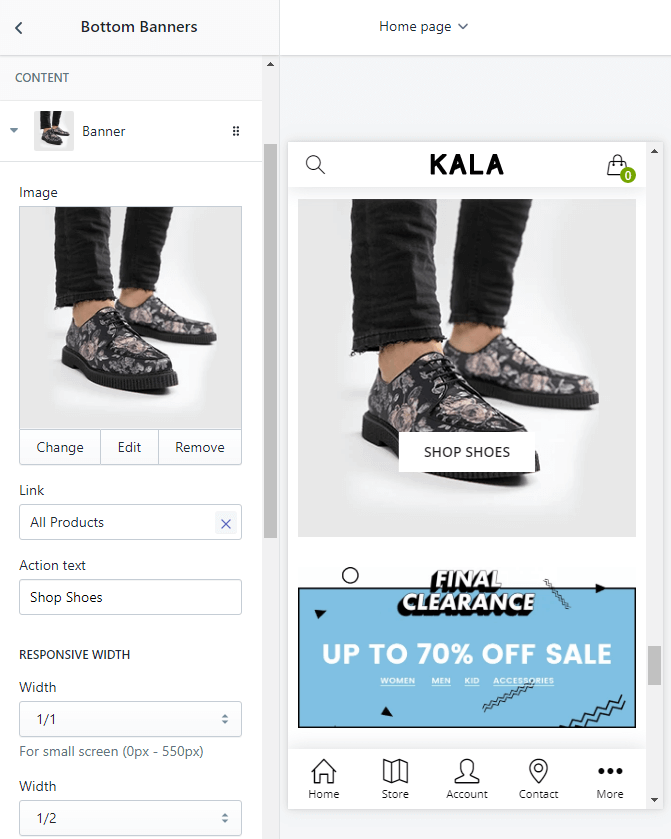 Bottom Banners
Home page
CONTENT
Banner
Image
Change Edit Remove
Link
All Products
Action text
Shop Shoes
RESPONSIVE WIDTH
Width
1/1
For small screen (0px - 550px)
Width
1/2
KALA
0
SHOP SHOES
FINAL
CLEARANCE
UP TO 70% OFF SALE
WOMEN MEN KID ACCESSORIES
Home Store Account Contact More